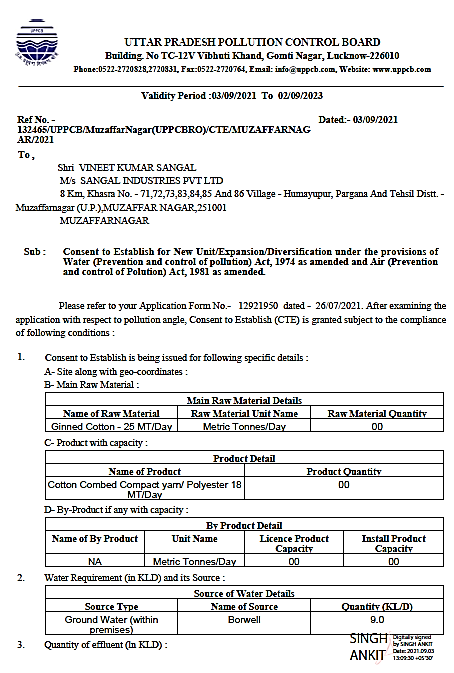 UPPCB
UTTAR PRADESH POLLUTION CONTROL BOARD
Building. No TC-12V Vibhuti Khand, Gomti Nagar, Lucknow-226010
Phone:0522-2720828,2720831, Fax:0522-2720764, Email: info@uppcb.com, Website: www.uppcb.com
Validity Period :03/09/2021 To 02/09/2023
Ref No. - Dated:- 03/09/2021
132465/UPPCB/MuzaffarNagar(UPPCBRO)/CTE/MUZAFFARNAG
AR/2021
To ,
Shri VINEET KUMAR SANGAL
M/s SANGAL INDUSTRIES PVT LTD
8 Km, Khasra No. - 71,72,73,83,84,85 And 86 Village - Humayupur, Pargana And Tehsil Distt. -
Muzaffarnagar (U.P.),MUZAFFAR NAGAR,251001
MUZAFFARNAGAR
Sub : Consent to Establish for New Unit/Expansion/Diversification under the provisions of
Water (Prevention and control of pollution) Act, 1974 as amended and Air (Prevention
and control of Polution) Act, 1981 as amended.
Please refer to your Application Form No.- 12921950 dated - 26/07/2021. After examining the
application with respect to pollution angle, Consent to Establish (CTE) is granted subject to the compliance
of following conditions :
1. Consent to Establish is being issued for following specific details :
A- Site along with geo-coordinates :
B- Main Raw Material :
Main Raw Material Details
Name of Raw Material Raw Material Unit Name Raw Material Quantity
Ginned Cotton - 25 MT/Day Metric Tonnes/Day 00
C- Product with capacity :
Product Detail
Name of Product Product Quantity
Cotton Combed Compact yarn/ Polyester 18 00
MT/Day
D- By-Product if any with capacity :
By Product Detail
Name of By Product Unit Name Licence Product Install Product
Capacity Capacity
NA Metric Tonnes/Day 00 00
2. Water Requirement (in KLD) and its Source :
Source of Water Details
Source Type Name of Source Quantity (KL/D)
Ground Water (within Borwell 9.0
premises)
3. Quantity of effluent (In KLD) :
SINGH ANKIT
Digitally signed
by SINGH ANKIT
Date: 2021.09.03
13:09:30 +05'30'